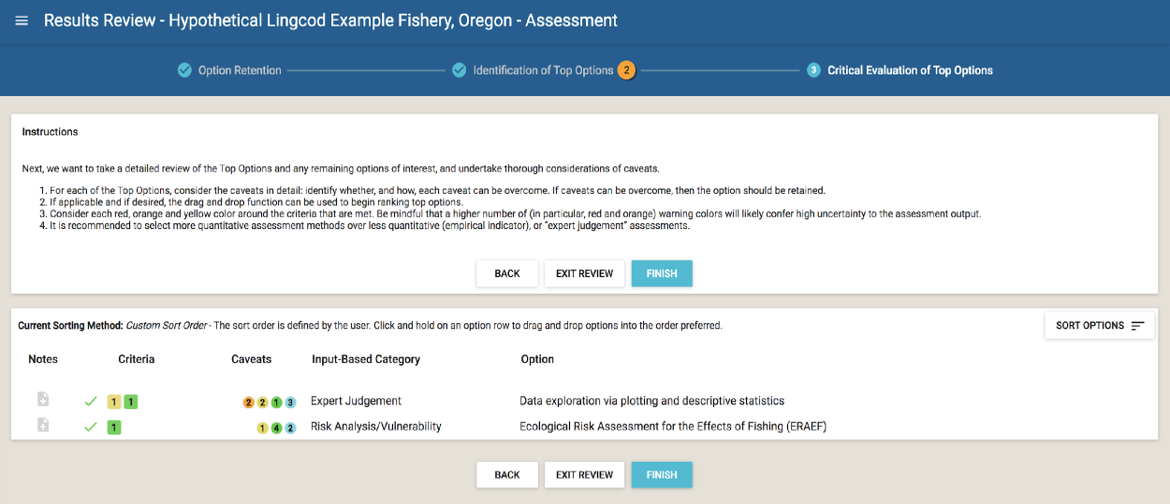 Results Review - Hypothetical Lingcod Example Fishery, Oregon - Assessment
Option Retention
Identification of Top Options 2
3 Critical Evaluation of Top Options
Instructions
Next, we want to take a detailed review of the Top Options and any remaining options of interest, and undertake thorough considerations of caveats.
1. For each of the Top Options, consider the caveats in detail: identify whether, and how, each caveat can be overcome. If caveats can be overcome, then the option should be retained.
2. If applicable and if desired, the drag and drop function can be used to begin ranking top options.
3. Consider each red, orange and yellow color around the criteria that are met. Be mindful that a higher number of (in particular, red and orange) warning colors will likely confer high uncertainty to the assessment output.
4. It is recommended to select more quantitative assessment methods over less quantitative (empirical indicator), or "expert judgement" assessments.
BACK EXIT REVIEW FINISH
Current Sorting Method: Custom Sort Order - The sort order is defined by the user. Click and hold on an option row to drag and drop options into the order preferred.
SORT OPTIONS
Notes Criteria Caveats Input-Based Category Option
1 1 2 2 1 3 Expert Judgement Data exploration via plotting and descriptive statistics
1 1 4 2 Risk Analysis/Vulnerability Ecological Risk Assessment for the Effects of Fishing (ERAEF)
BACK EXIT REVIEW FINISH